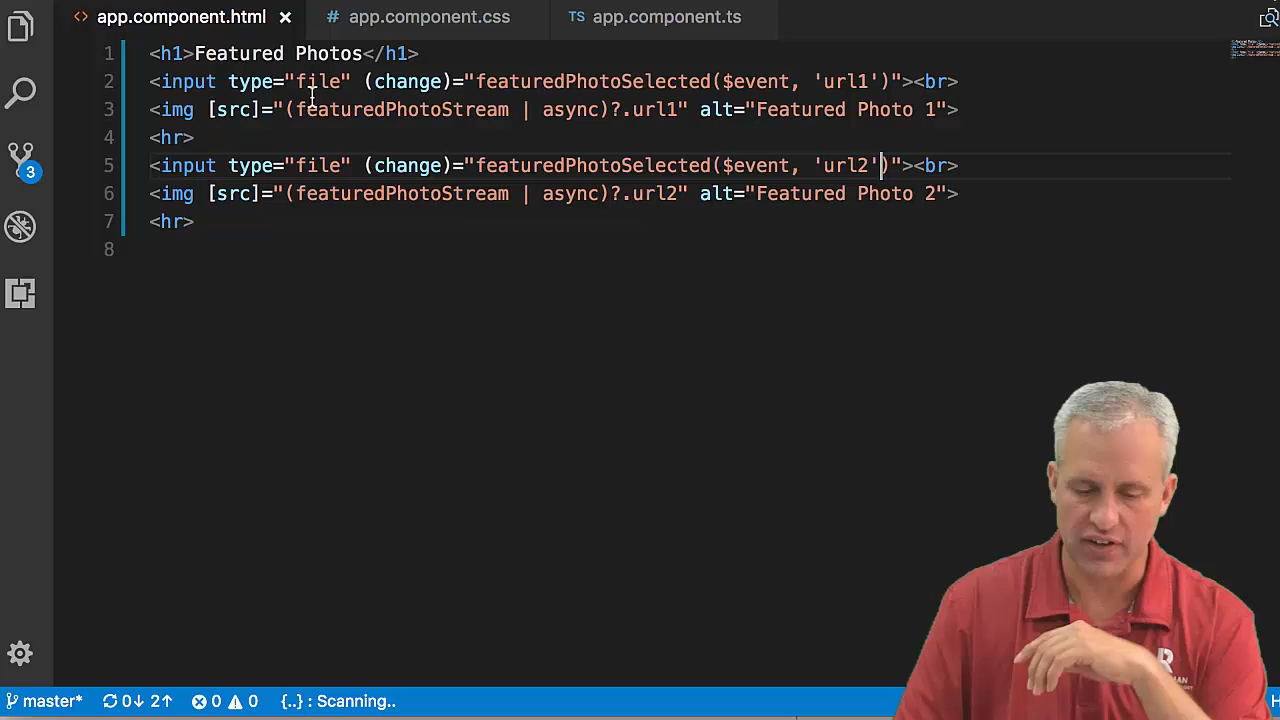 <> app.component.html × # app.component.css TS app.component.ts
1 <h1>Featured Photos</h1>
2 <input type="file" (change)="featuredPhotoSelected($event, 'url1')"><br>
3 <img [src]="(featuredPhotoStream | async)?.url1" alt="Featured Photo 1">
4 <hr>
5 <input type="file" (change)="featuredPhotoSelected($event, 'url2')"><br>
6 <img [src]="(featuredPhotoStream | async)?.url2" alt="Featured Photo 2">
7 <hr>
8
3
master* 0↓ 2↑ 0 0 {..} : Scanning..